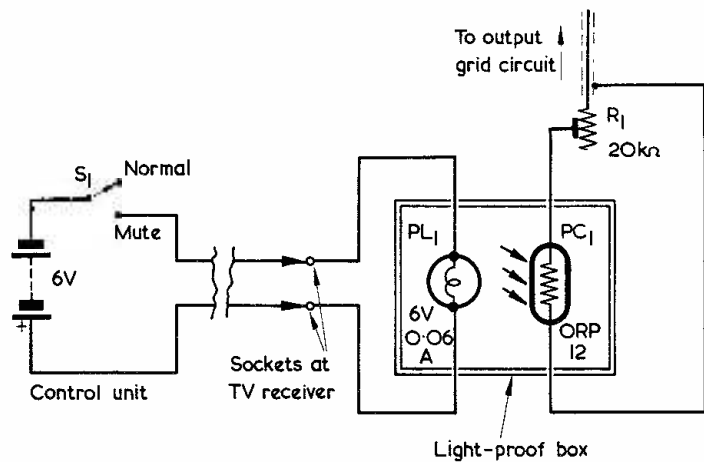 To output
grid circuit
R1
20kΩ
S1
Normal
Mute
6V
+
Control unit
Sockets at
TV receiver
PL1
6V
0·06
A
PC1
ORP
12
Light-proof box